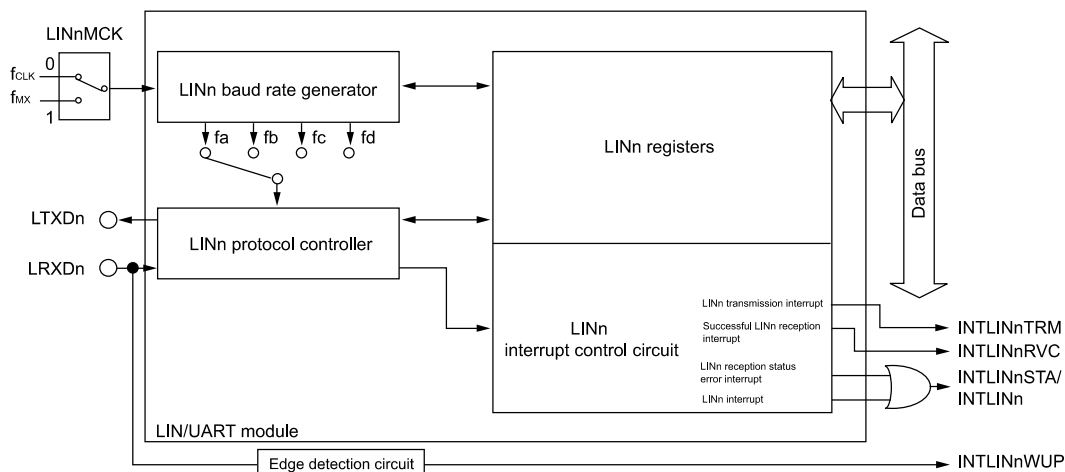 LINnMCK
0
fCLK
fMX
1
LINn baud rate generator
fa
fb
fc
fd
LINn registers
Data bus
LTXDn
LRXDn
LINn protocol controller
LINn
interrupt control circuit
LINn transmission interrupt
Successful LINn reception
interrupt
LINn reception status
error interrupt
LINn interrupt
INTLINnTRM
INTLINnRVC
INTLINnSTA/
INTLINn
LIN/UART module
Edge detection circuit
INTLINnWUP